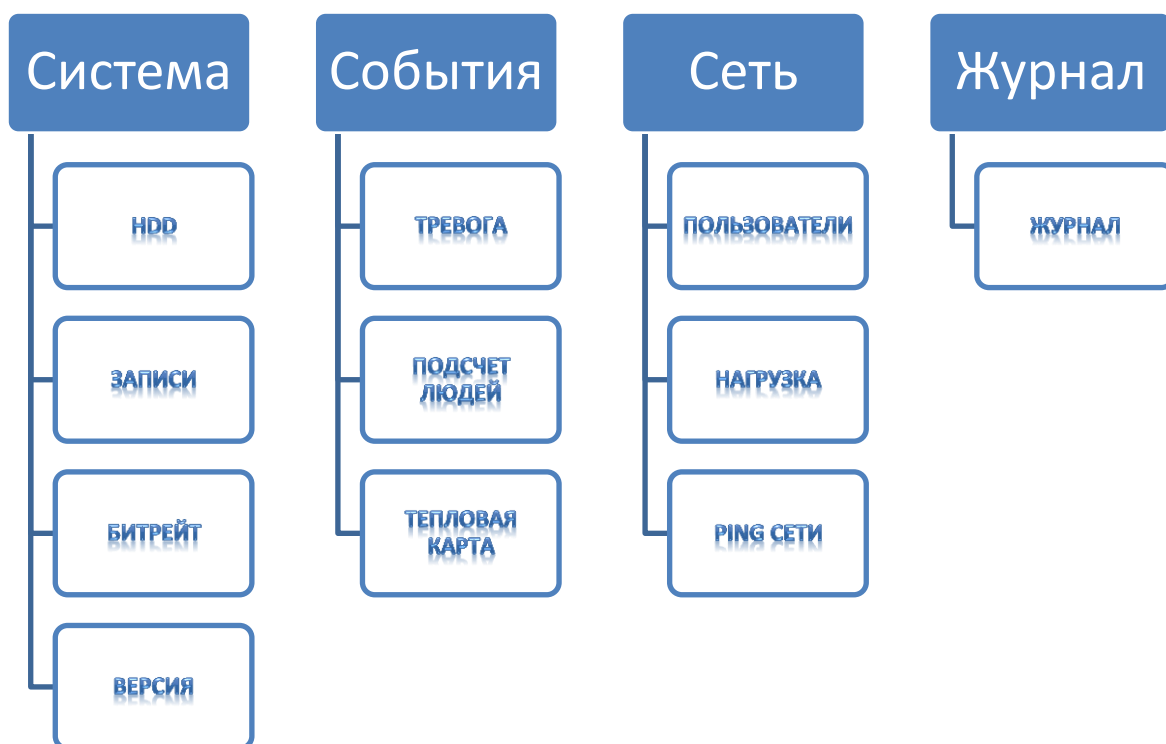 Система
HDD
ЗАПИСИ
БИТРЕЙТ
ВЕРСИЯ
События
ТРЕВОГА
ПОДСЧЕТ
ЛЮДЕЙ
ТЕПЛОВАЯ
КАРТА
Сеть
ПОЛЬЗОВАТЕЛИ
НАГРУЗКА
PING СЕТИ
Журнал
ЖУРНАЛ